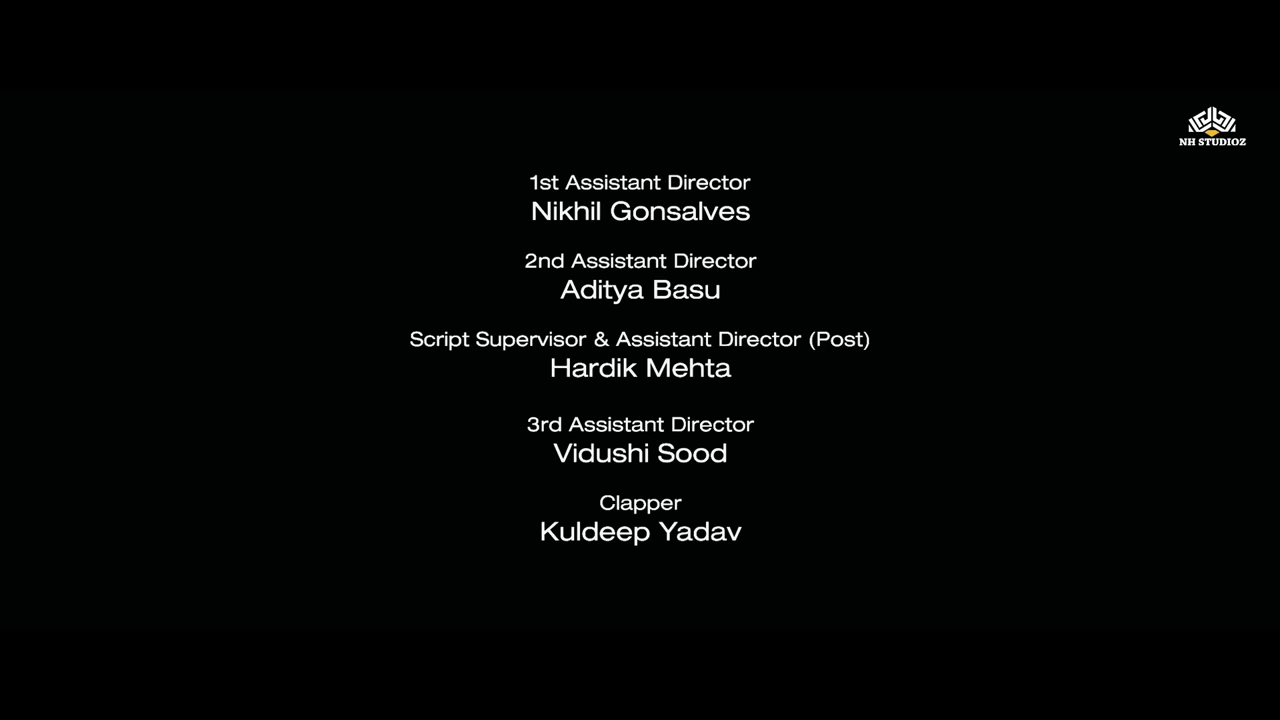 NH STUDIOZ
1st Assistant Director
Nikhil Gonsalves
2nd Assistant Director
Aditya Basu
Script Supervisor & Assistant Director (Post)
Hardik Mehta
3rd Assistant Director
Vidushi Sood
Clapper
Kuldeep Yadav